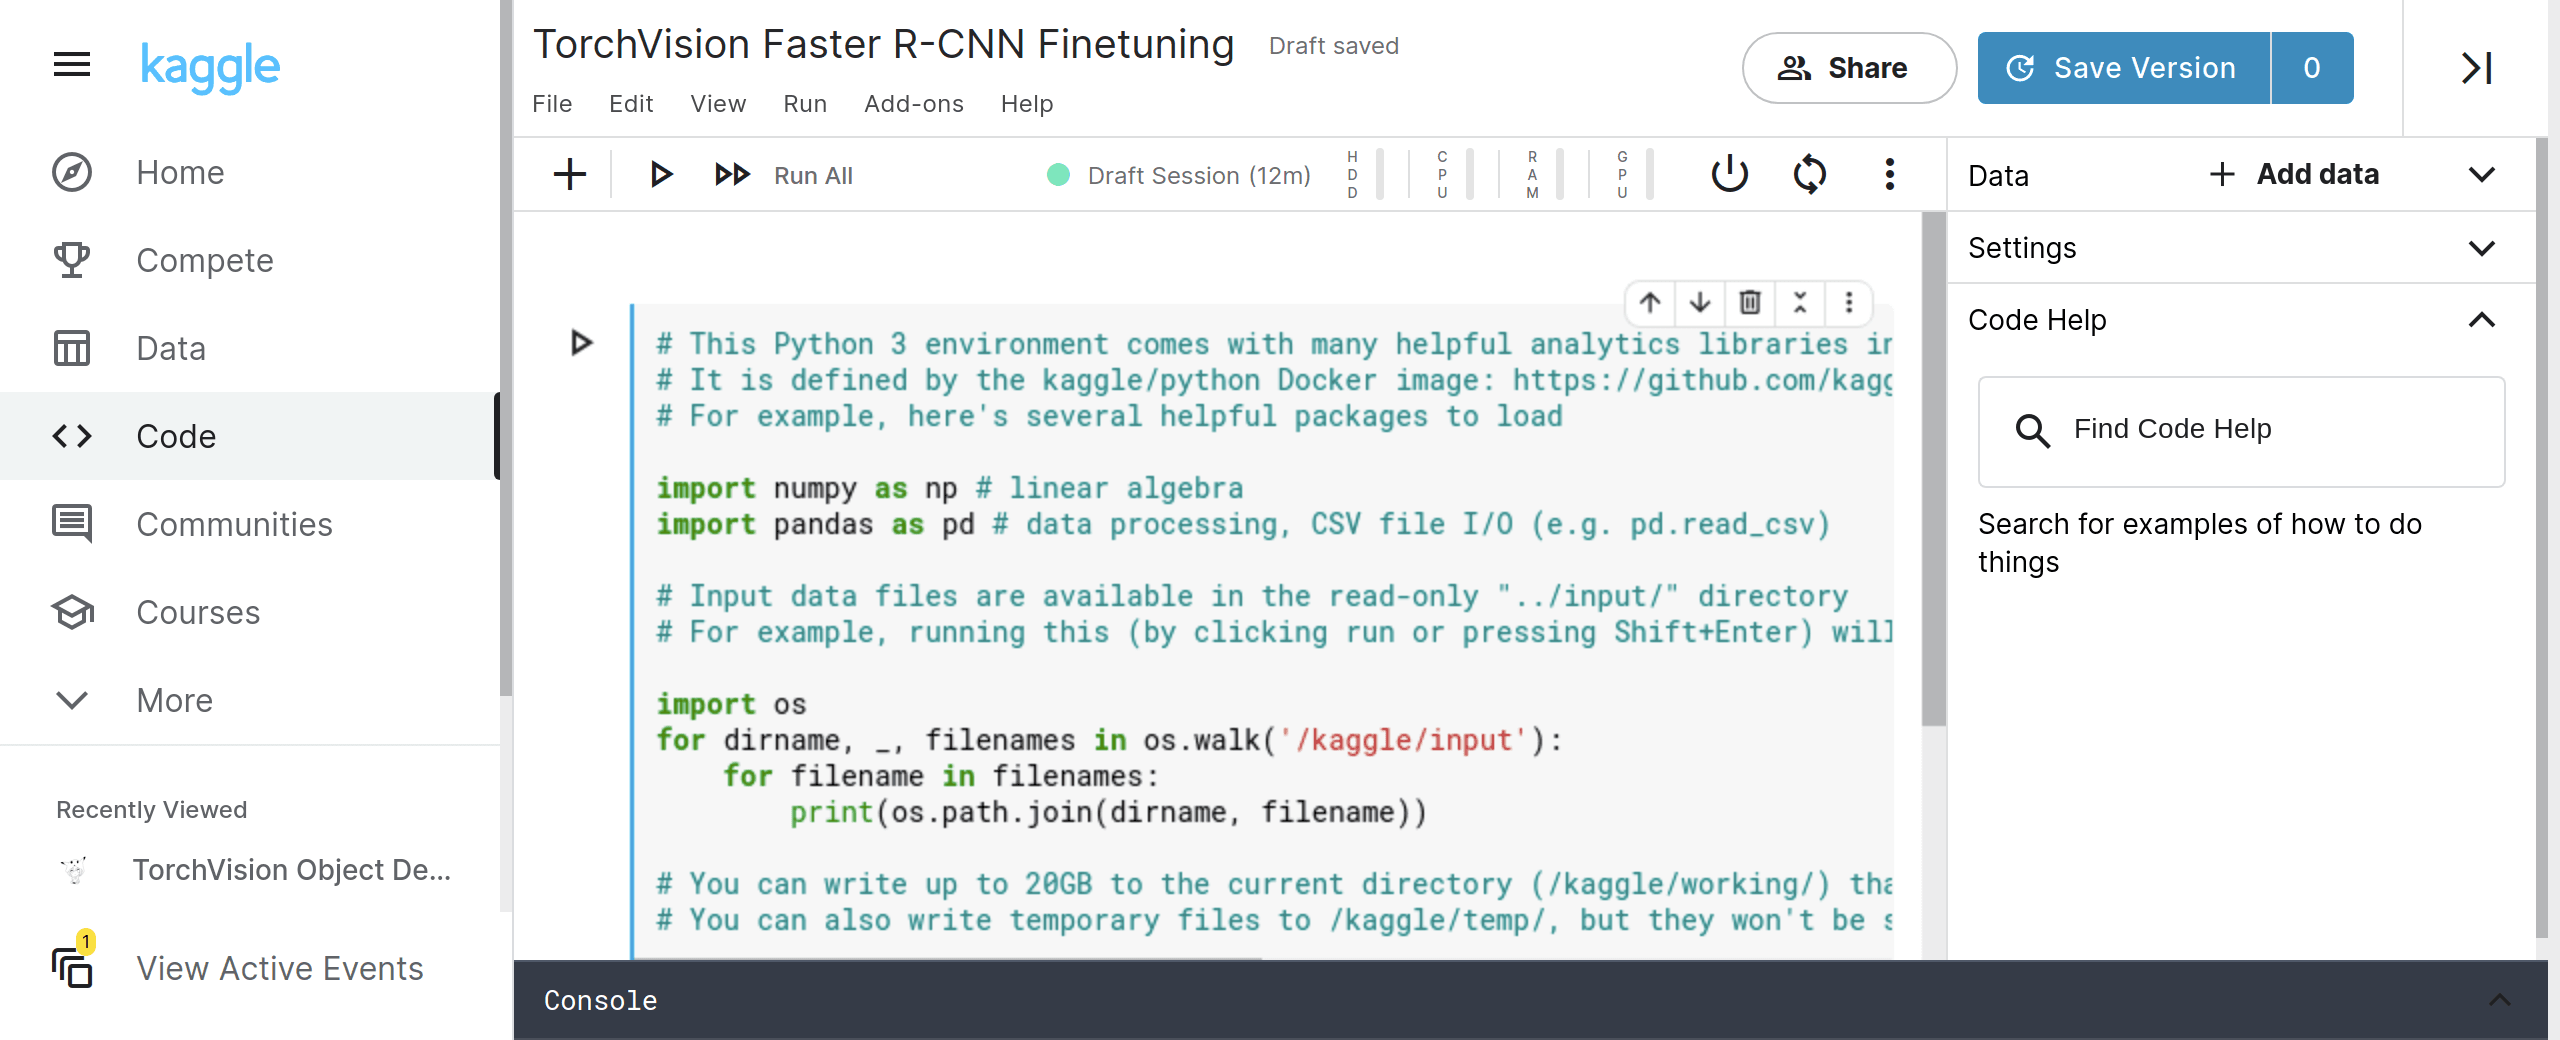 kaggle
Home
Compete
Data
Code
Communities
Courses
More
Recently Viewed
TorchVision Object De...
1
View Active Events
TorchVision Faster R-CNN Finetuning Draft saved
File Edit View Run Add-ons Help
Share
Save Version 0
Run All
Draft Session (12m)
HDD CPU RAM GPU
# This Python 3 environment comes with many helpful analytics libraries in
# It is defined by the kaggle/python Docker image: https://github.com/kagg
# For example, here's several helpful packages to load
import numpy as np # linear algebra
import pandas as pd # data processing, CSV file I/O (e.g. pd.read_csv)
# Input data files are available in the read-only "../input/" directory
# For example, running this (by clicking run or pressing Shift+Enter) will
import os
for dirname, _, filenames in os.walk('/kaggle/input'):
    for filename in filenames:
        print(os.path.join(dirname, filename))
# You can write up to 20GB to the current directory (/kaggle/working/) tha
# You can also write temporary files to /kaggle/temp/, but they won't be s
Console
Data
Add data
Settings
Code Help
Find Code Help
Search for examples of how to do
things